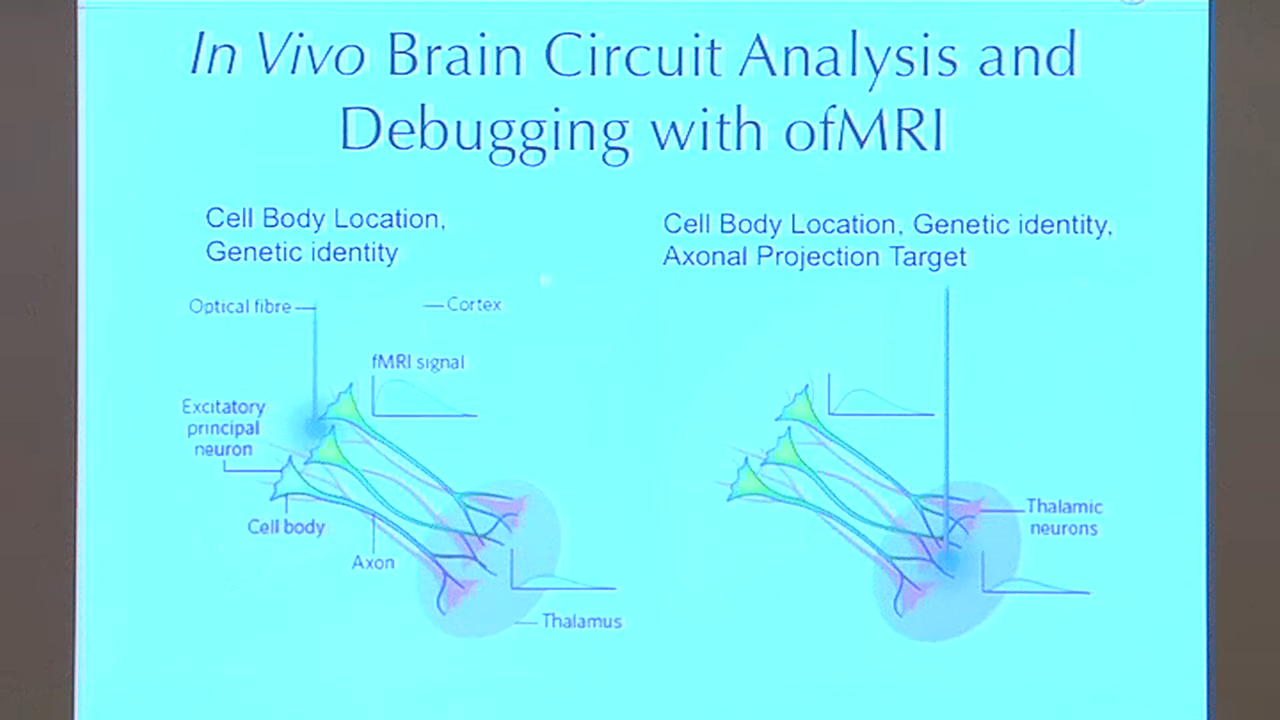 In Vivo Brain Circuit Analysis and
Debugging with ofMRI
Cell Body Location,
Genetic identity
Cell Body Location, Genetic identity,
Axonal Projection Target
Optical fibre
Cortex
fMRI signal
Excitatory
principal
neuron
Cell body
Axon
Thalamus
Thalamic
neurons